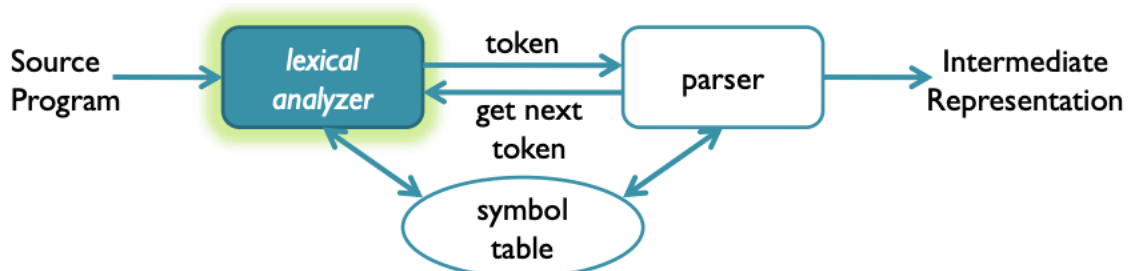 Source
Program
lexical
analyzer
token
get next
token
parser
Intermediate
Representation
symbol
table